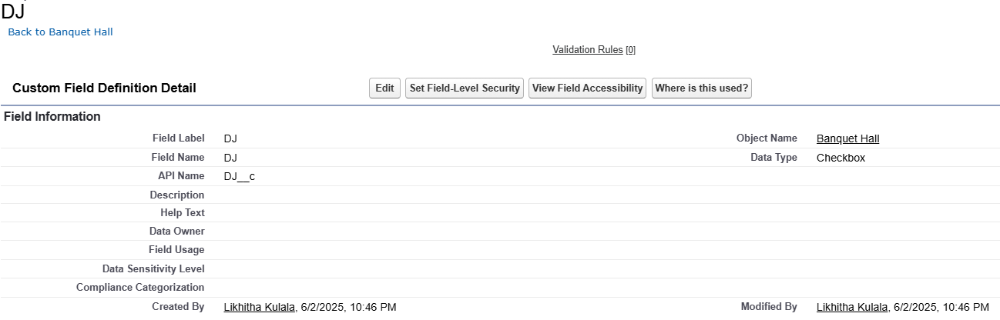 DJ
Back to Banquet Hall
Validation Rules [0]
Custom Field Definition Detail Edit Set Field-Level Security View Field Accessibility Where is this used?
Field Information
Field Label DJ Object Name Banquet Hall
Field Name DJ Data Type Checkbox
API Name DJ__c
Description
Help Text
Data Owner
Field Usage
Data Sensitivity Level
Compliance Categorization
Created By Likhitha Kulala, 6/2/2025, 10:46 PM Modified By Likhitha Kulala, 6/2/2025, 10:46 PM